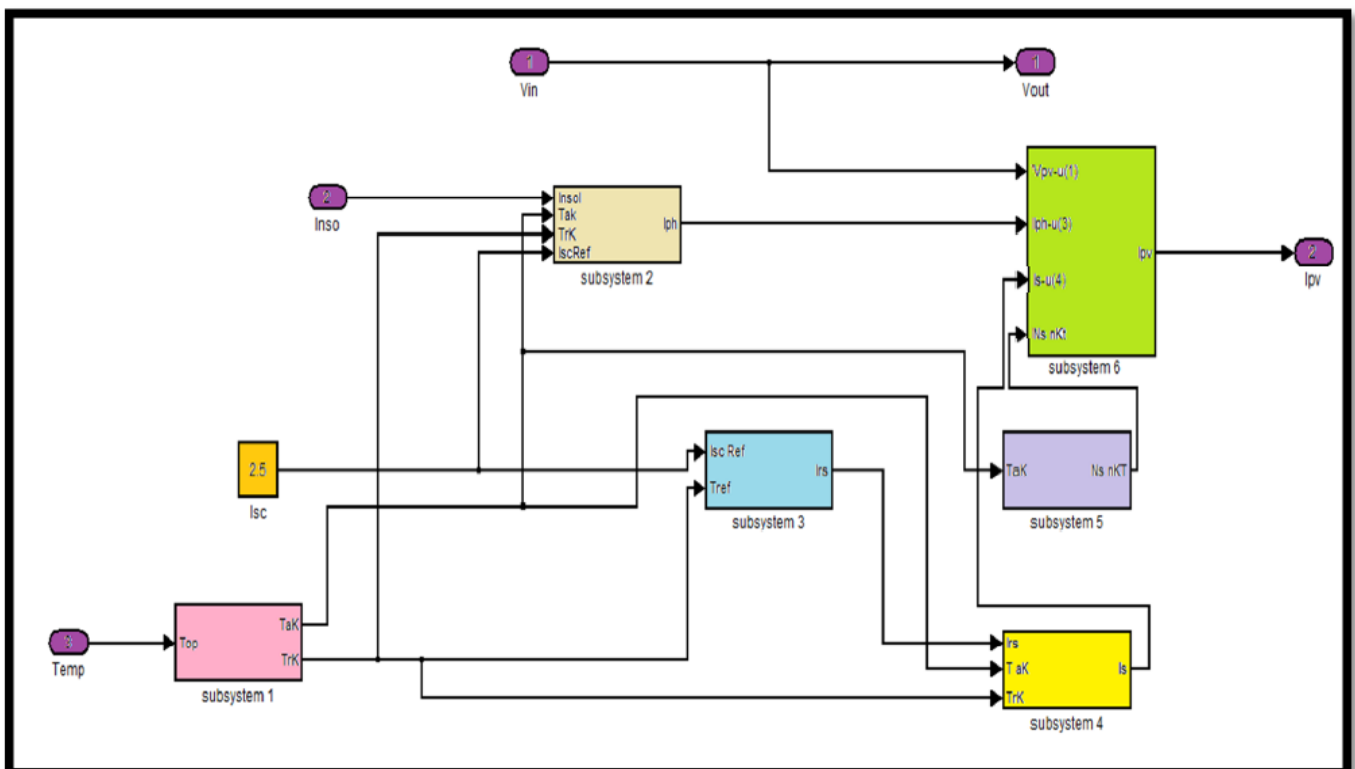 1
Vin
1
Vout
2
Inso
Insol
Tak
TrK
IscRef
Iph
subsystem 2
Vpv-u(1)
Iph-u(3)
Is-u(4)
Ns nKt
Ipv
subsystem 6
2
Ipv
2.5
Isc
Isc Ref
Tref
Irs
subsystem 3
TaK
Ns nKT
subsystem 5
3
Temp
Top
TaK
TrK
subsystem 1
Irs
T aK
TrK
Is
subsystem 4